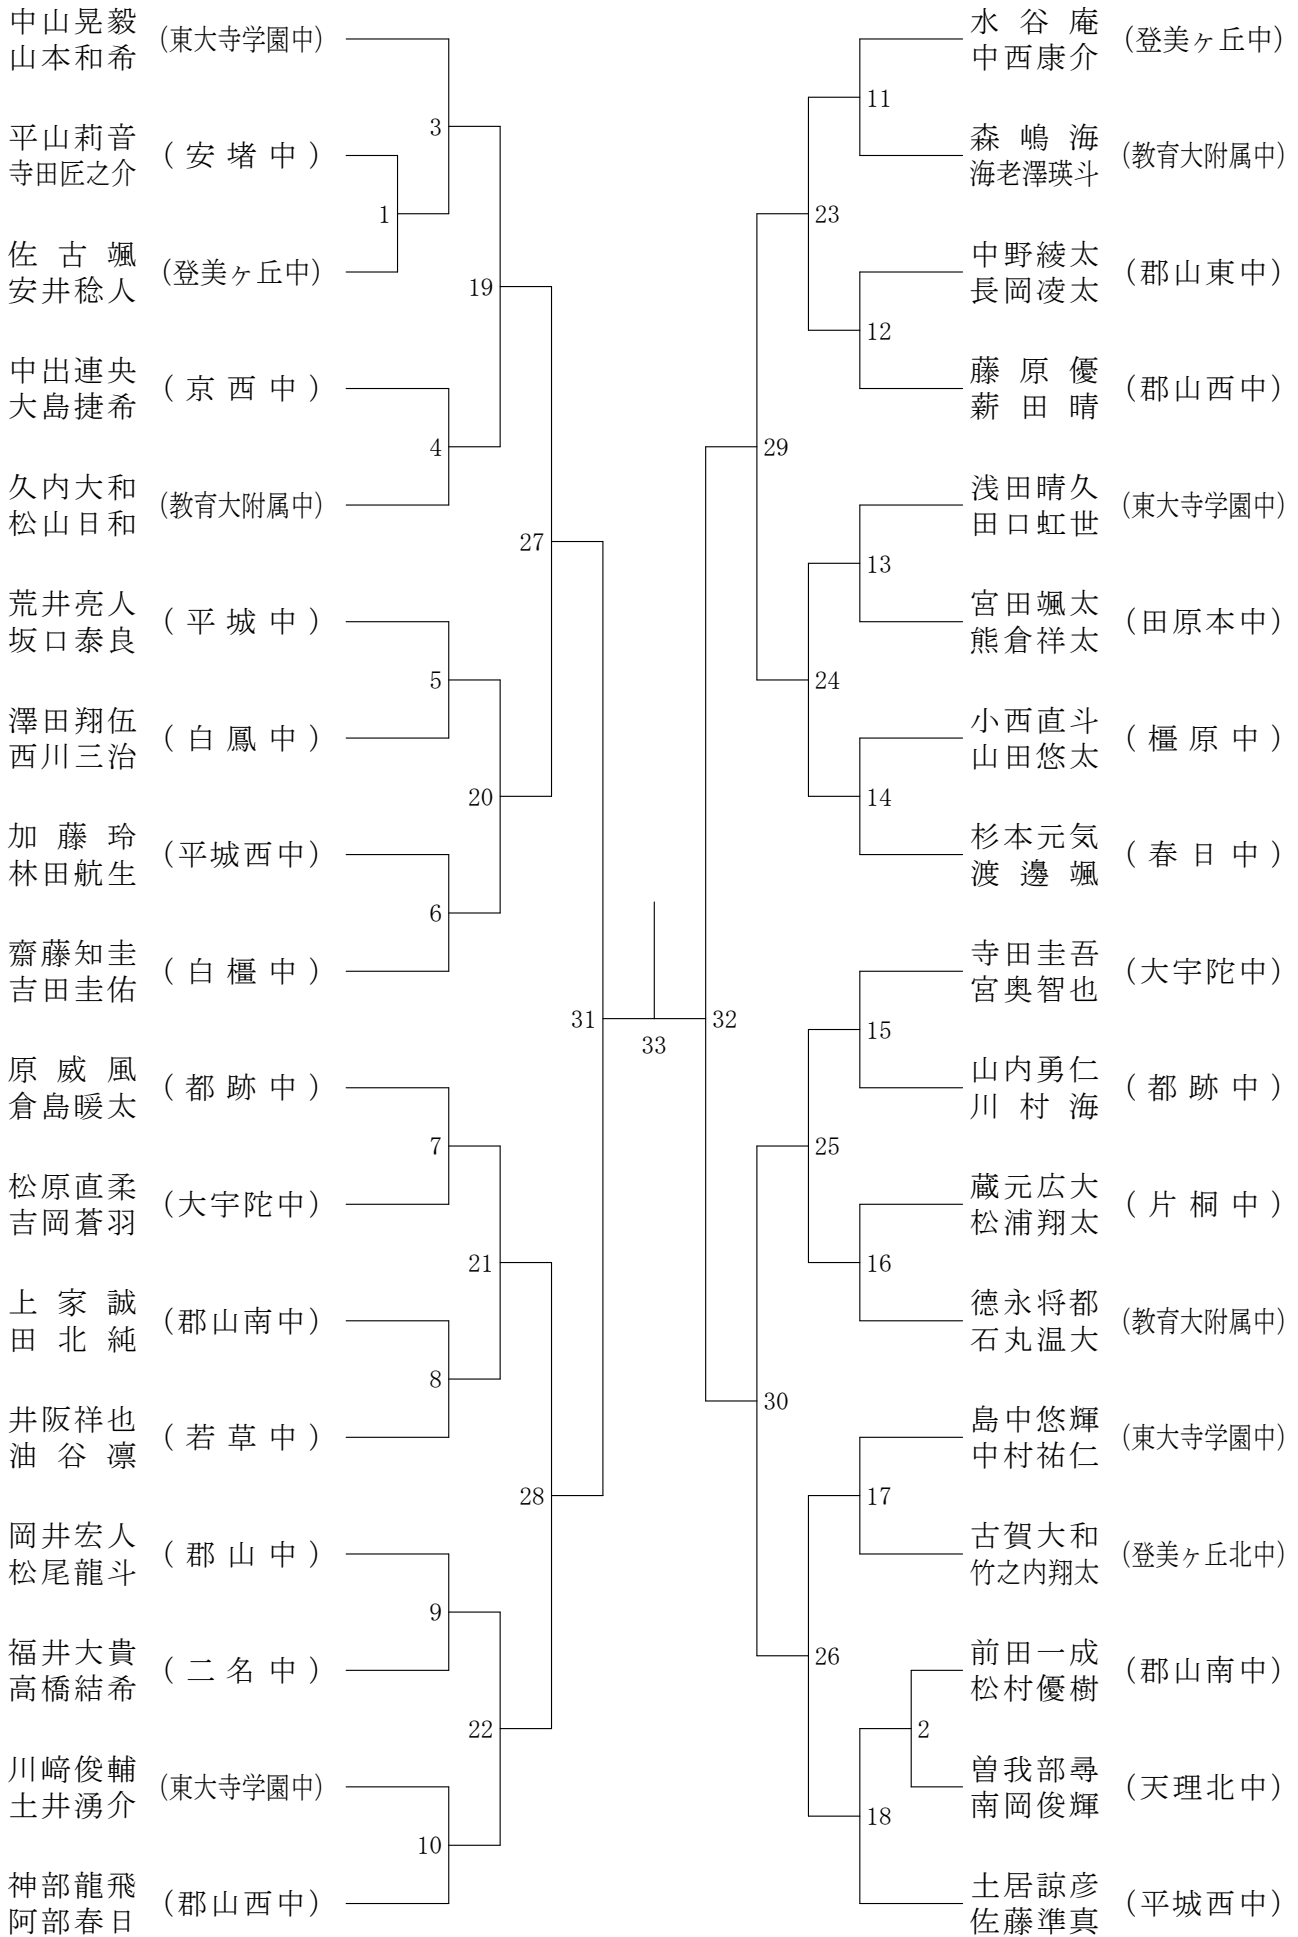 中山晃毅
山本和希
(東大寺学園中)
平山莉音
寺田匠之介
(安堵中)
佐古颯
安井稔人
(登美ヶ丘中)
中出連央
大島捷希
(京西中)
久内大和
松山日和
(教育大附属中)
荒井亮人
坂口泰良
(平城中)
澤田翔伍
西川三治
(白鳳中)
加藤玲
林田航生
(平城西中)
齋藤知圭
吉田圭佑
(白橿中)
原威風
倉島暖太
(都跡中)
松原直柔
吉岡蒼羽
(大宇陀中)
上家誠
田北純
(郡山南中)
井阪祥也
油谷凛
(若草中)
岡井宏人
松尾龍斗
(郡山中)
福井大貴
高橋結希
(二名中)
川﨑俊輔
土井湧介
(東大寺学園中)
神部龍飛
阿部春日
(郡山西中)
3
1
19
4
27
5
20
6
31
7
21
8
28
9
22
10
33
水谷庵
中西康介
(登美ヶ丘中)
森嶋海
海老澤瑛斗
(教育大附属中)
中野綾太
長岡凌太
(郡山東中)
藤原優
薪田晴
(郡山西中)
浅田晴久
田口虹世
(東大寺学園中)
宮田颯太
熊倉祥太
(田原本中)
小西直斗
山田悠太
(橿原中)
杉本元気
渡邊颯
(春日中)
寺田圭吾
宮奥智也
(大宇陀中)
山内勇仁
川村海
(都跡中)
蔵元広大
松浦翔太
(片桐中)
德永将都
石丸温大
(教育大附属中)
島中悠輝
中村祐仁
(東大寺学園中)
古賀大和
竹之内翔太
(登美ヶ丘北中)
前田一成
松村優樹
(郡山南中)
曽我部尋
南岡俊輝
(天理北中)
土居諒彦
佐藤準真
(平城西中)
11
23
12
29
13
24
14
32
15
25
16
30
17
26
2
18